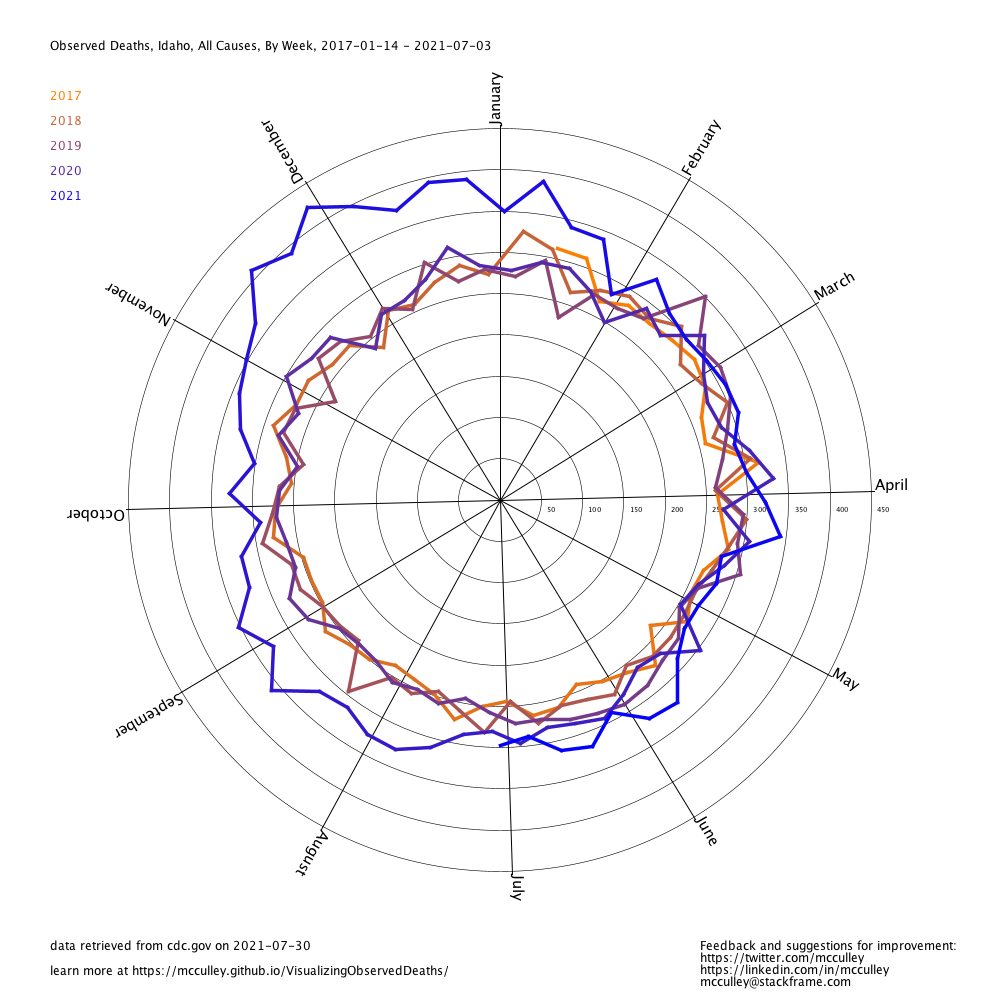 Observed Deaths, Idaho, All Causes, By Week, 2017-01-14 - 2021-07-03
2017
2018
2019
2020
2021
January
February
March
April
May
June
July
August
September
October
November
December
50
100
150
200
250
300
350
400
450
data retrieved from cdc.gov on 2021-07-30
learn more at https://mcculley.github.io/VisualizingObservedDeaths/
Feedback and suggestions for improvement:
https://twitter.com/mcculley
https://linkedin.com/in/mcculley
mcculley@stackframe.com